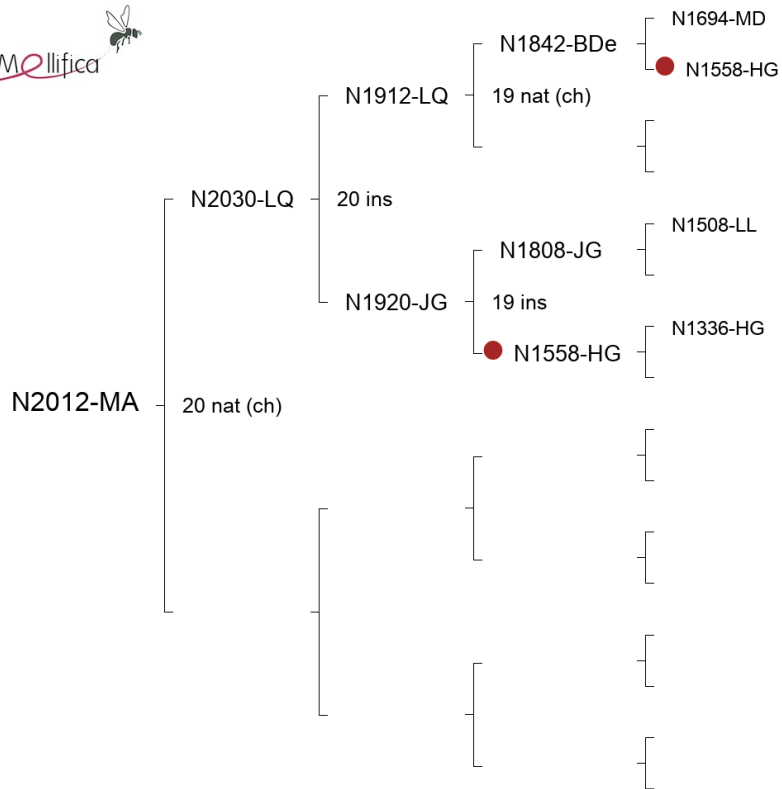 Mellifica
N1694-MD
N1842-BDe
N1558-HG
N1912-LQ
19 nat (ch)
N2030-LQ
20 ins
N1508-LL
N1808-JG
N1920-JG
19 ins
N1336-HG
N1558-HG
N2012-MA
20 nat (ch)